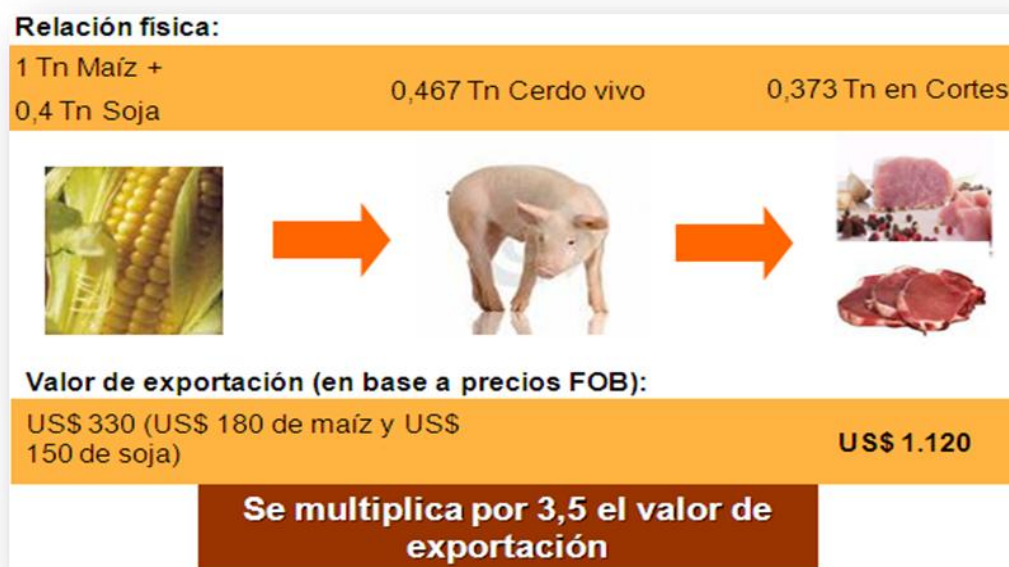 Relación física:
1 Tn Maíz +
0,4 Tn Soja
0,467 Tn Cerdo vivo
0,373 Tn en Cortes
Valor de exportación (en base a precios FOB):
US$ 330 (US$ 180 de maíz y US$
150 de soja)
US$ 1.120
Se multiplica por 3,5 el valor de
exportación